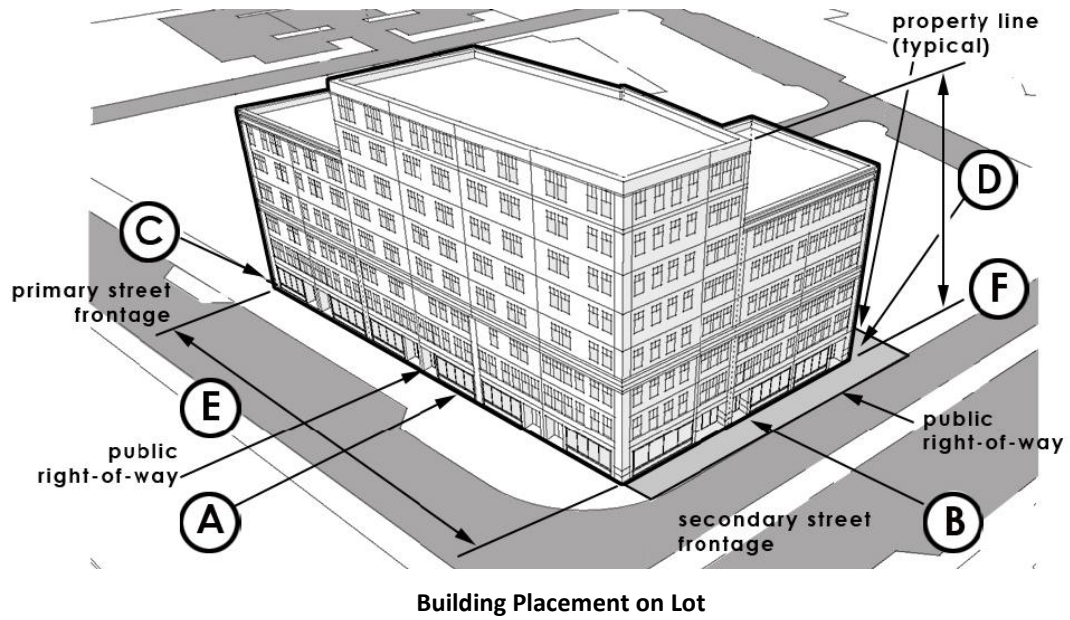 property line
(typical)
D
C
F
primary street
frontage
E
public
right-of-way
public
right-of-way
A
secondary street
frontage
B
Building Placement on Lot